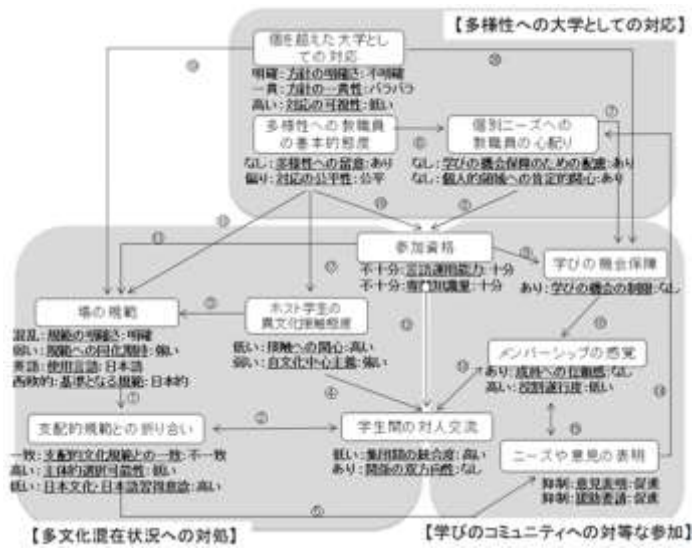 【多様性への大学としての対応】
個を超えた大学とし
ての対応
明確:方針の明確さ:不明確
一貫:方針の一貫性:バラバラ
高い:対応の可視性:低い
多様性への教職員
の基本的態度
なし:多様性への留意:あり
偏り:対応の公平性:公平
個別ニーズへの
教職員の心配り
なし:学びの機会保障のための配慮:あり
なし:個人的領域への肯定的関心:あり
参加資格
不十分:言語運用能力:十分
不十分:専門知識量:十分
学びの機会保障
あり:学びの機会の制限:なし
場の規範
混乱:規範の明確さ:明確
弱い:規範への同化期待:強い
英語:使用言語:日本語
西欧的:基準となる規範:日本的
ホスト学生の
異文化接触態度
低い:接触への関心:高い
弱い:自文化中心主義:強い
メンバーシップの感覚
あり:成員への信頼感:なし
高い:役割遂行度:低い
支配的規範との折り合い
一致:支配的文化規範との一致:不一致
高い:主体的選択可能性:低い
低い:日本文化・日本語習得意欲:高い
学生間の対人交流
低い:集団間の統合度:高い
あり:関係の双方向性:なし
ニーズや意見の表明
抑制:意見表明:促進
抑制:援助要請:促進
①
②
③
④
⑤
⑥
⑦
【多文化混在状況への対処】
【学びのコミュニティへの対等な参加】